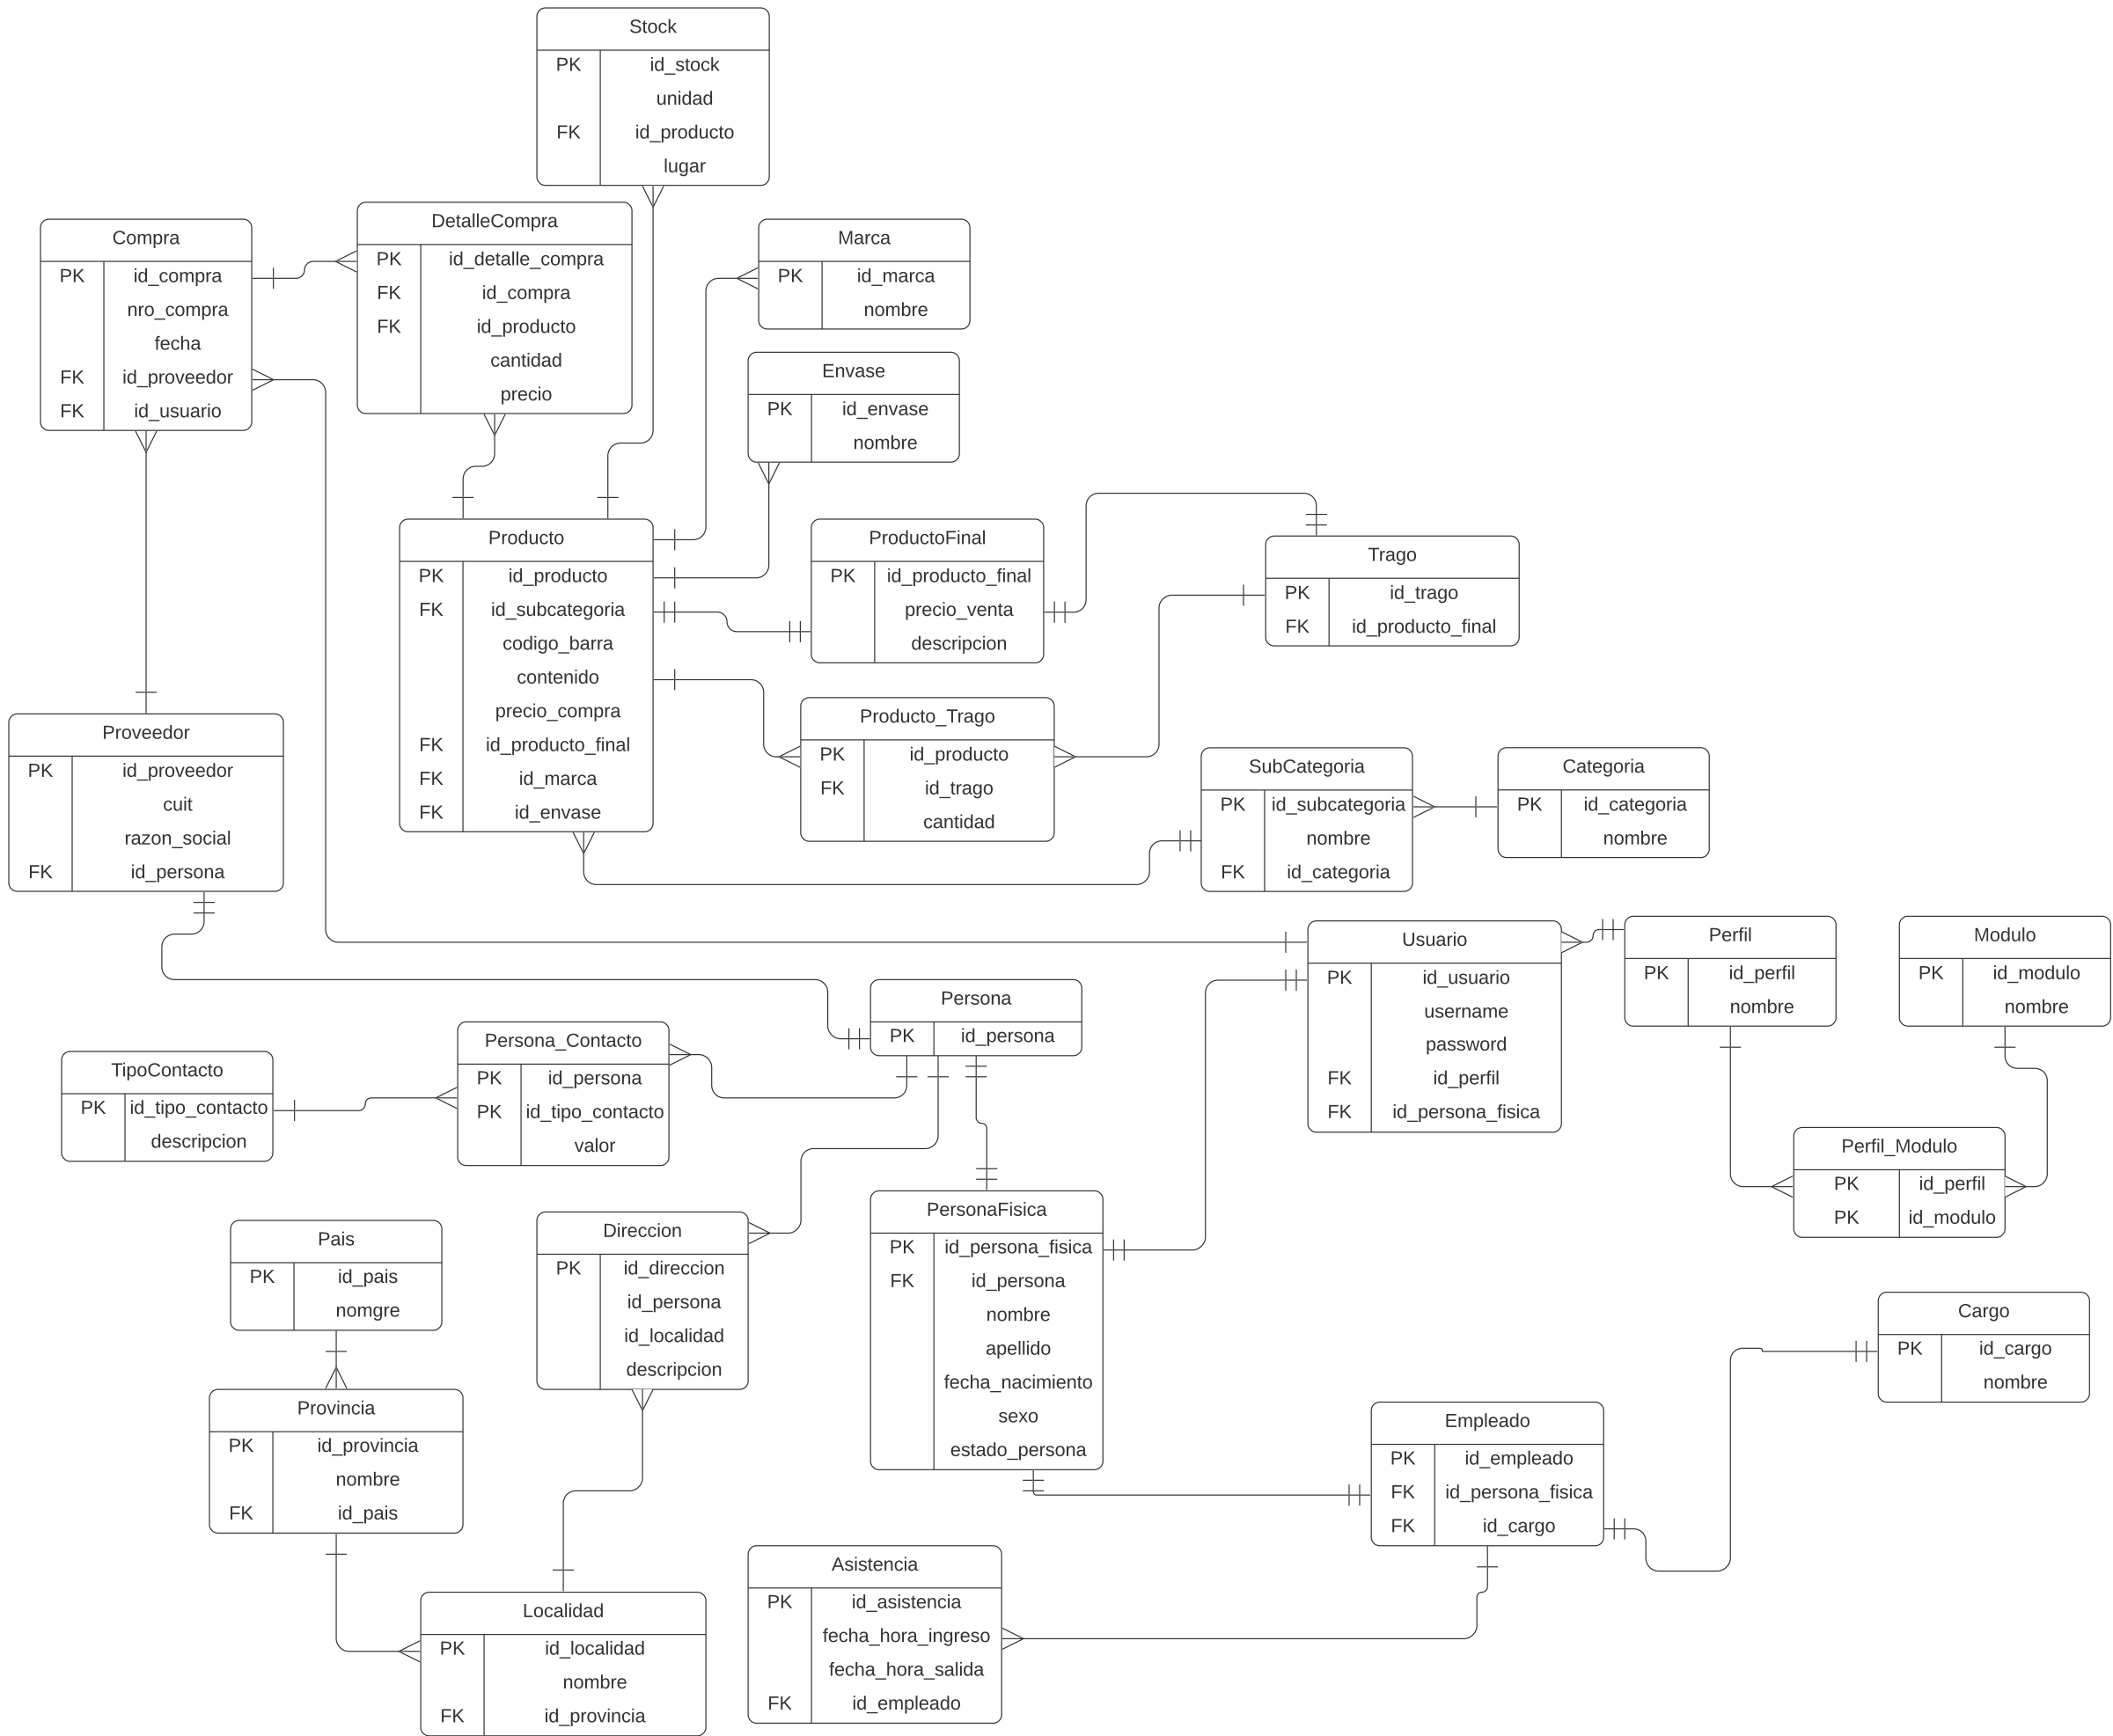 Stock
PK id_stock
unidad
FK id_producto
lugar
Compra
PK id_compra
nro_compra
fecha
FK id_proveedor
FK id_usuario
DetalleCompra
PK id_detalle_compra
FK id_compra
FK id_producto
cantidad
precio
Marca
PK id_marca
nombre
Envase
PK id_envase
nombre
Producto
PK id_producto
FK id_subcategoria
codigo_barra
contenido
precio_compra
FK id_producto_final
FK id_marca
FK id_envase
ProductoFinal
PK id_producto_final
precio_venta
descripcion
Trago
PK id_trago
FK id_producto_final
Producto_Trago
PK id_producto
FK id_trago
cantidad
Proveedor
PK id_proveedor
cuit
razon_social
FK id_persona
SubCategoria
PK id_subcategoria
nombre
FK id_categoria
Categoria
PK id_categoria
nombre
Usuario
PK id_usuario
username
password
FK id_perfil
FK id_persona_fisica
Perfil
PK id_perfil
nombre
Modulo
PK id_modulo
nombre
Persona
PK id_persona
Persona_Contacto
PK id_persona
PK id_tipo_contacto
valor
TipoContacto
PK id_tipo_contacto
descripcion
Perfil_Modulo
PK id_perfil
PK id_modulo
Pais
PK id_pais
nomgre
Direccion
PK id_direccion
id_persona
id_localidad
descripcion
PersonaFisica
PK id_persona_fisica
FK id_persona
nombre
apellido
fecha_nacimiento
sexo
estado_persona
Cargo
PK id_cargo
nombre
Provincia
PK id_provincia
nombre
FK id_pais
Empleado
PK id_empleado
FK id_persona_fisica
FK id_cargo
Asistencia
PK id_asistencia
fecha_hora_ingreso
fecha_hora_salida
FK id_empleado
Localidad
PK id_localidad
nombre
FK id_provincia